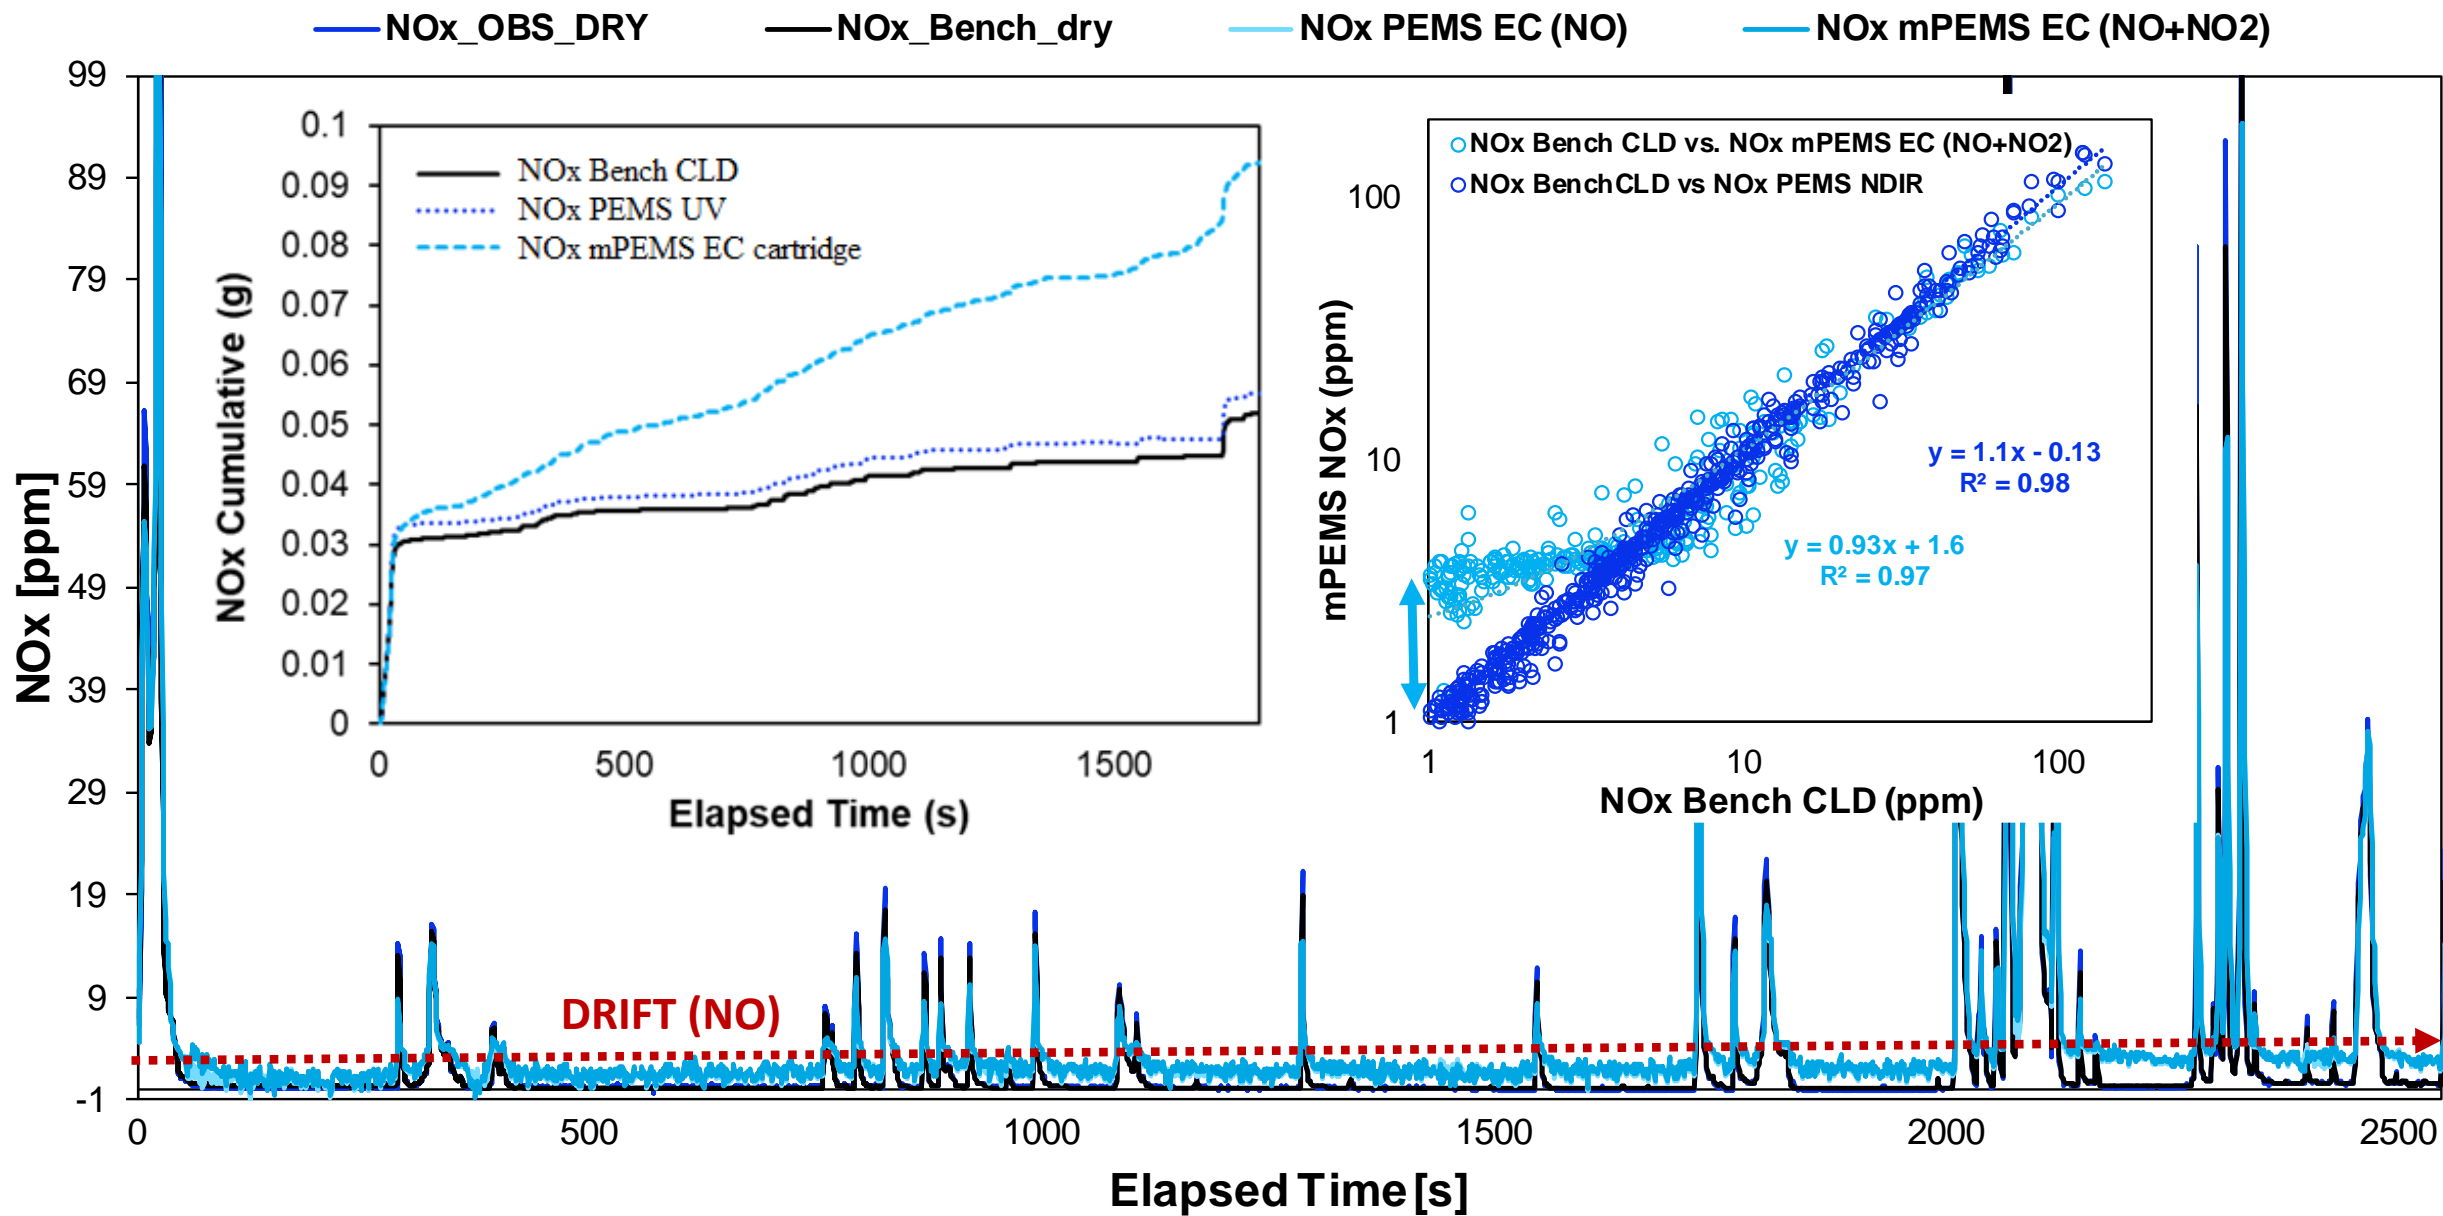 NOx_OBS_DRY
NOx_Bench_dry
NOx PEMS EC (NO)
NOx mPEMS EC (NO+NO2)
NOx [ppm]
99
89
79
69
59
49
39
29
19
9
-1
0
500
1000
1500
2000
2500
Elapsed Time [s]
DRIFT (NO)
NOx Cumulative (g)
0.1
0.09
0.08
0.07
0.06
0.05
0.04
0.03
0.02
0.01
0
0
500
1000
1500
Elapsed Time (s)
NOx Bench CLD
NOx PEMS UV
NOx mPEMS EC cartridge
mPEMS NOx (ppm)
100
10
1
1
10
100
NOx Bench CLD (ppm)
NOx Bench CLD vs. NOx mPEMS EC (NO+NO2)
NOx BenchCLD vs NOx PEMS NDIR
y = 1.1x - 0.13
R² = 0.98
y = 0.93x + 1.6
R² = 0.97